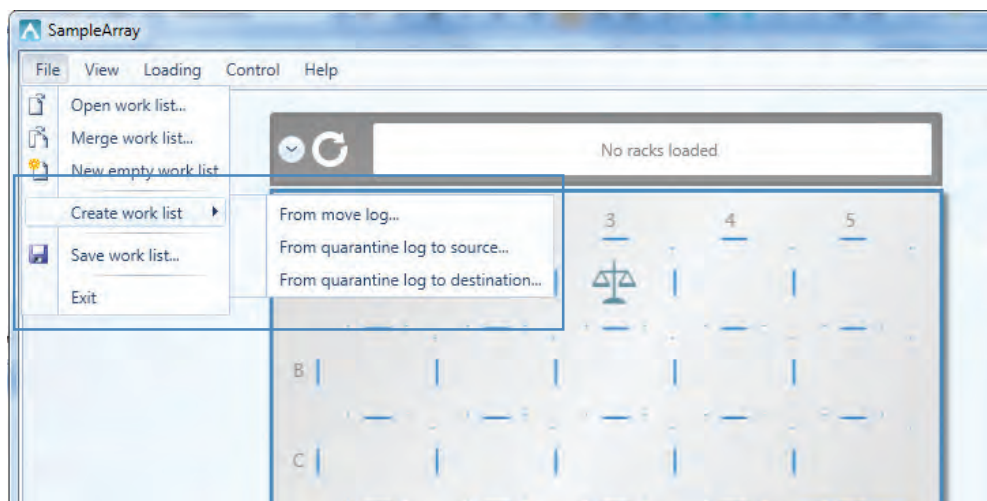 SampleArray
File View Loading Control Help
Open work list...
Merge work list...
New empty work list
Create work list
Save work list...
Exit
From move log...
From quarantine log to source...
From quarantine log to destination...
No racks loaded
3 4 5
B
C